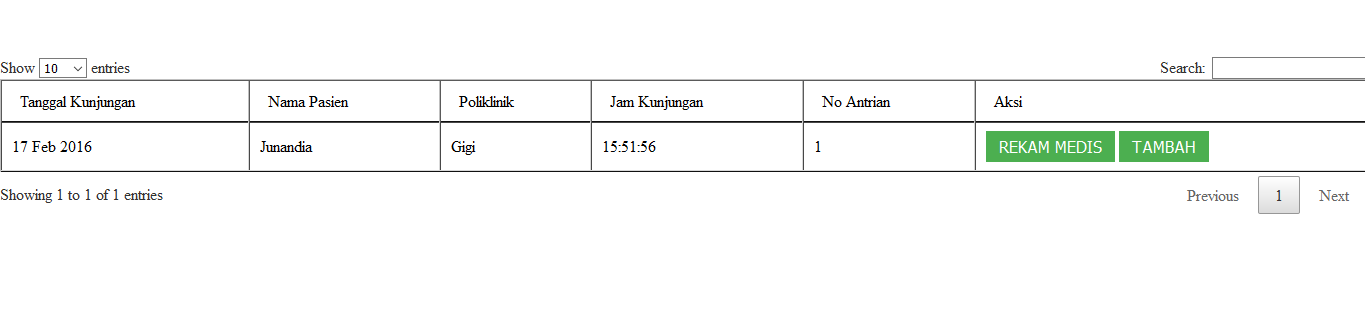 Show 10 entries Search:
Tanggal Kunjungan Nama Pasien Poliklinik Jam Kunjungan No Antrian Aksi
17 Feb 2016 Junandia Gigi 15:51:56 1 REKAM MEDIS TAMBAH
Showing 1 to 1 of 1 entries Previous 1 Next